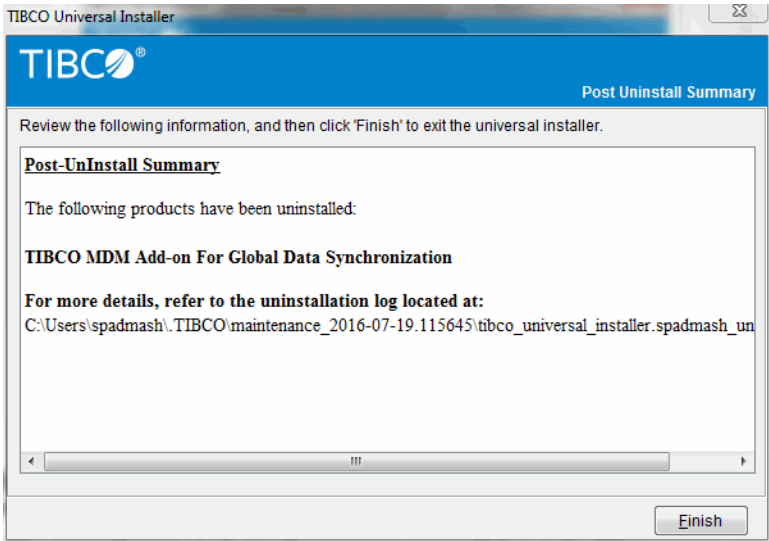 TIBCO Universal Installer
TIBCO®
Post Uninstall Summary
Review the following information, and then click 'Finish' to exit the universal installer.
Post-UnInstall Summary
The following products have been uninstalled:
TIBCO MDM Add-on For Global Data Synchronization
For more details, refer to the uninstallation log located at:
C:\Users\spadmash\.TIBCO\maintenance_2016-07-19.115645\tibco_universal_installer.spadmash_un
Finish